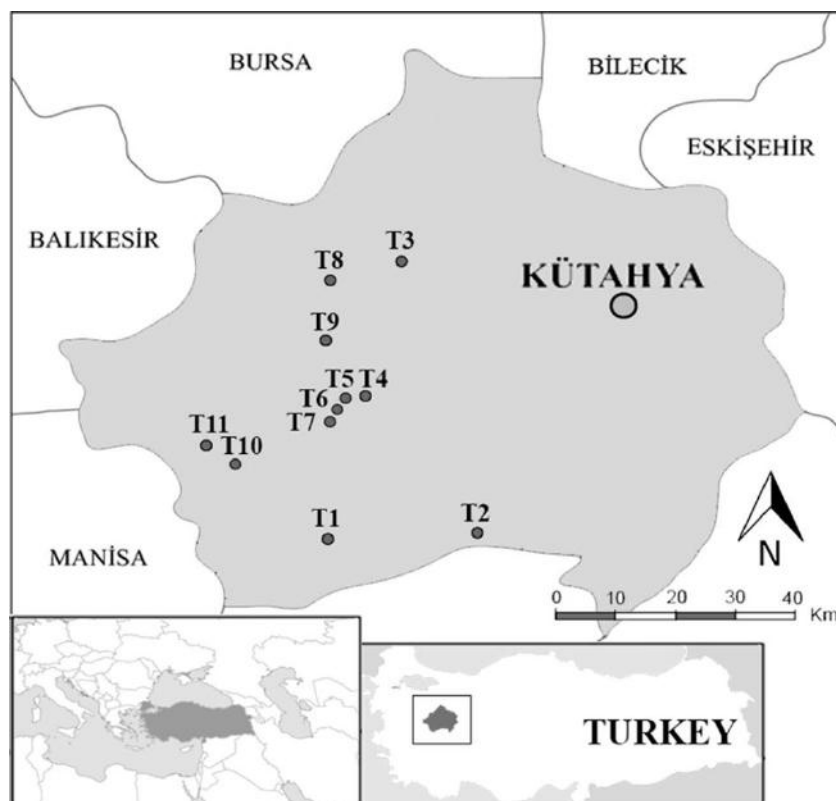 BURSA
BİLECİK
ESKİŞEHİR
BALIKESİR
T3
T8
KÜTAHYA
T9
T5 T4
T6
T7
T11
T10
T1
T2
MANİSA
N
0 10 20 30 40
Km
TURKEY